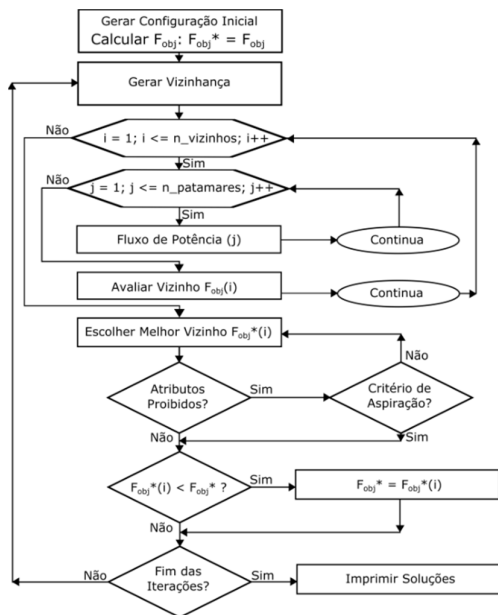 Gerar Configuração Inicial
Calcular Fobj: Fobj* = Fobj
Gerar Vizinhança
Não
i = 1; i <= n_vizinhos; i++
Sim
Não
j = 1; j <= n_patamares; j++
Sim
Fluxo de Potência (j)
Continua
Avaliar Vizinho Fobj(i)
Continua
Escolher Melhor Vizinho Fobj*(i)
Não
Atributos
Proibidos?
Sim
Critério de
Aspiração?
Não
Sim
Fobj*(i) < Fobj* ?
Sim
Fobj* = Fobj*(i)
Não
Não
Fim das
Iterações?
Sim
Imprimir Soluções